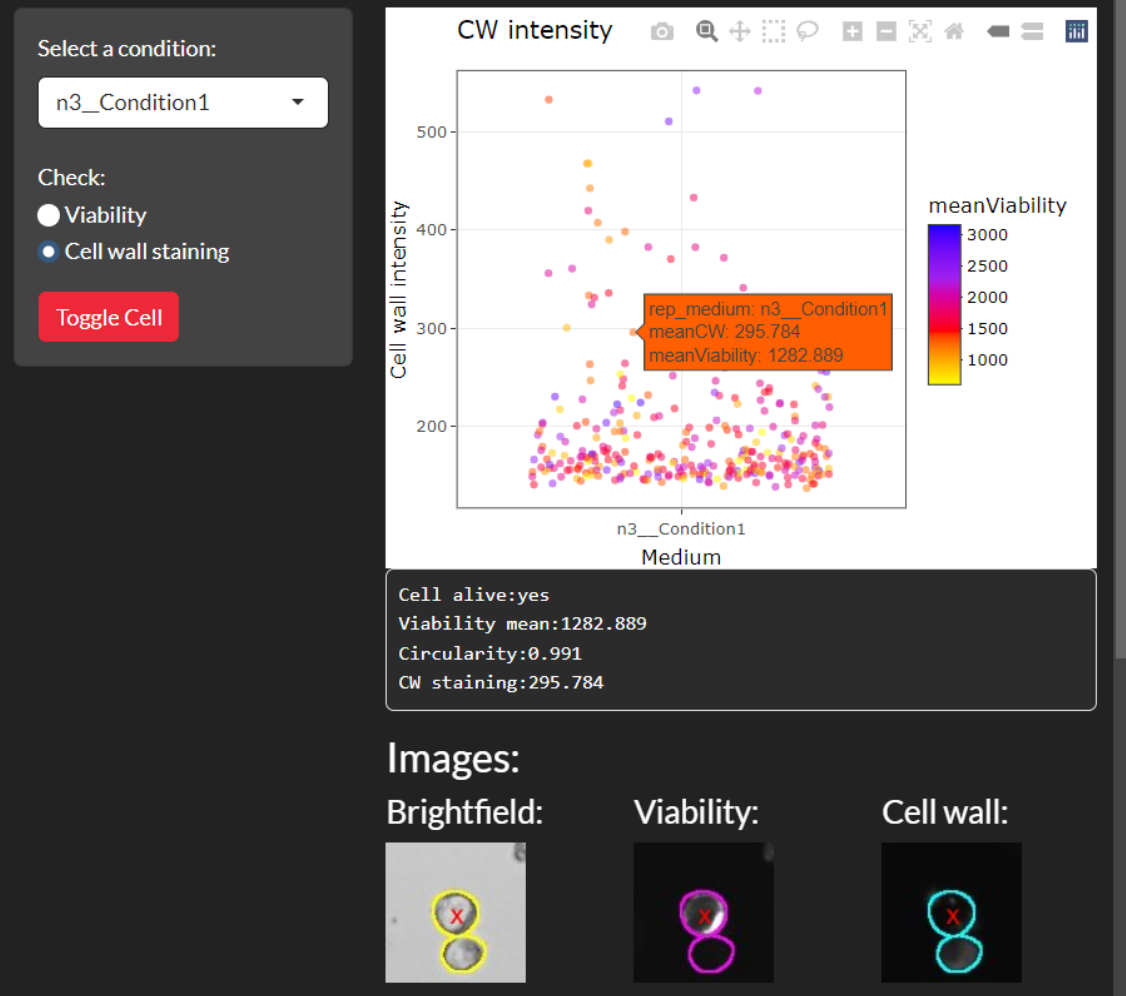 Select a condition:
n3__Condition1
Check:
Viability
Cell wall staining
Toggle Cell
CW intensity
500
400
300
200
Cell wall intensity
n3__Condition1
Medium
rep_medium: n3__Condition1
meanCW: 295.784
meanViability: 1282.889
meanViability
3000
2500
2000
1500
1000
Cell alive:yes
Viability mean:1282.889
Circularity:0.991
CW staining:295.784
Images:
Brightfield:
Viability:
Cell wall:
X
X
X